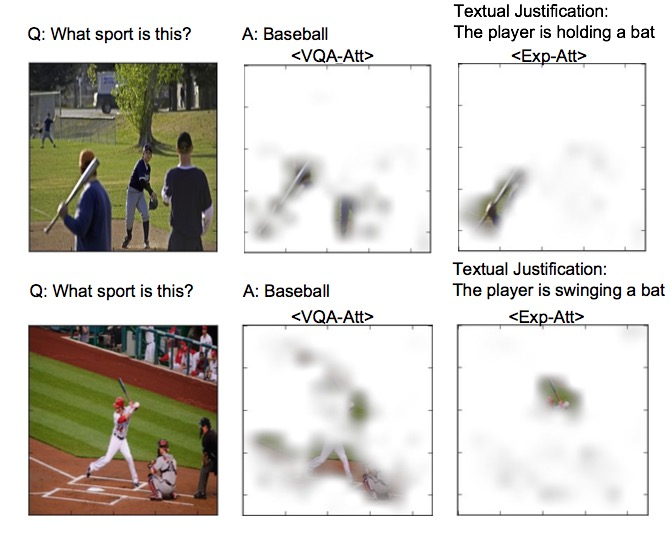 Q: What sport is this?
A: Baseball
<VQA-Att>
Textual Justification:
The player is holding a bat
<Exp-Att>
Q: What sport is this?
A: Baseball
<VQA-Att>
Textual Justification:
The player is swinging a bat
<Exp-Att>